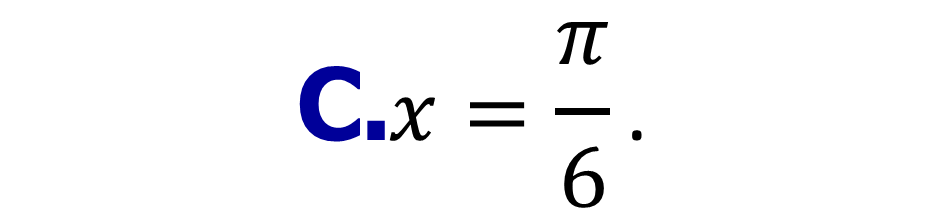 C. x = π/6.